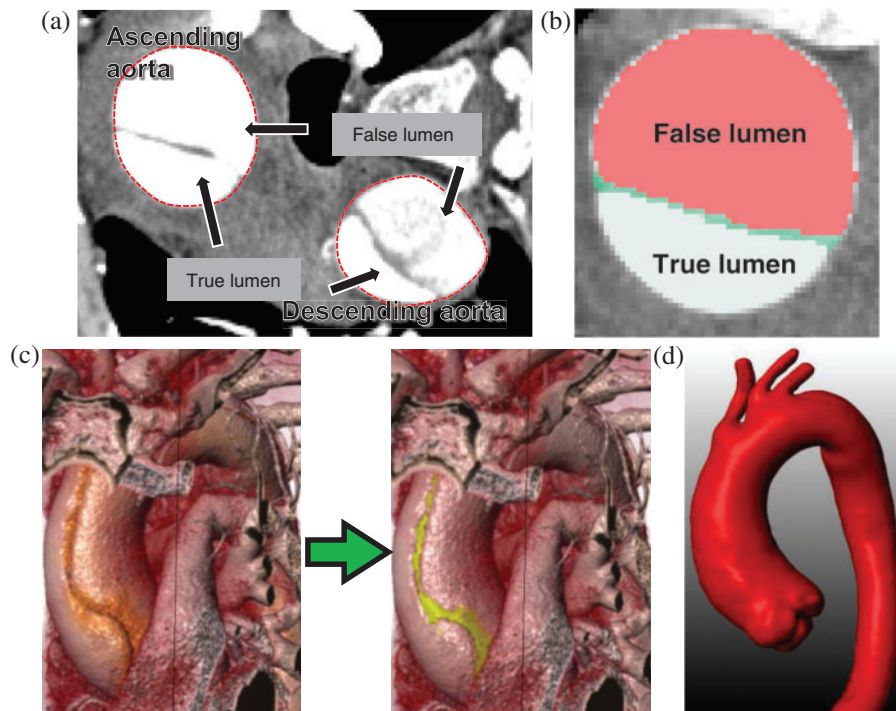 (a)
Ascending
aorta
False lumen
True lumen
Descending aorta
(b)
False lumen
True lumen
(c)
(d)